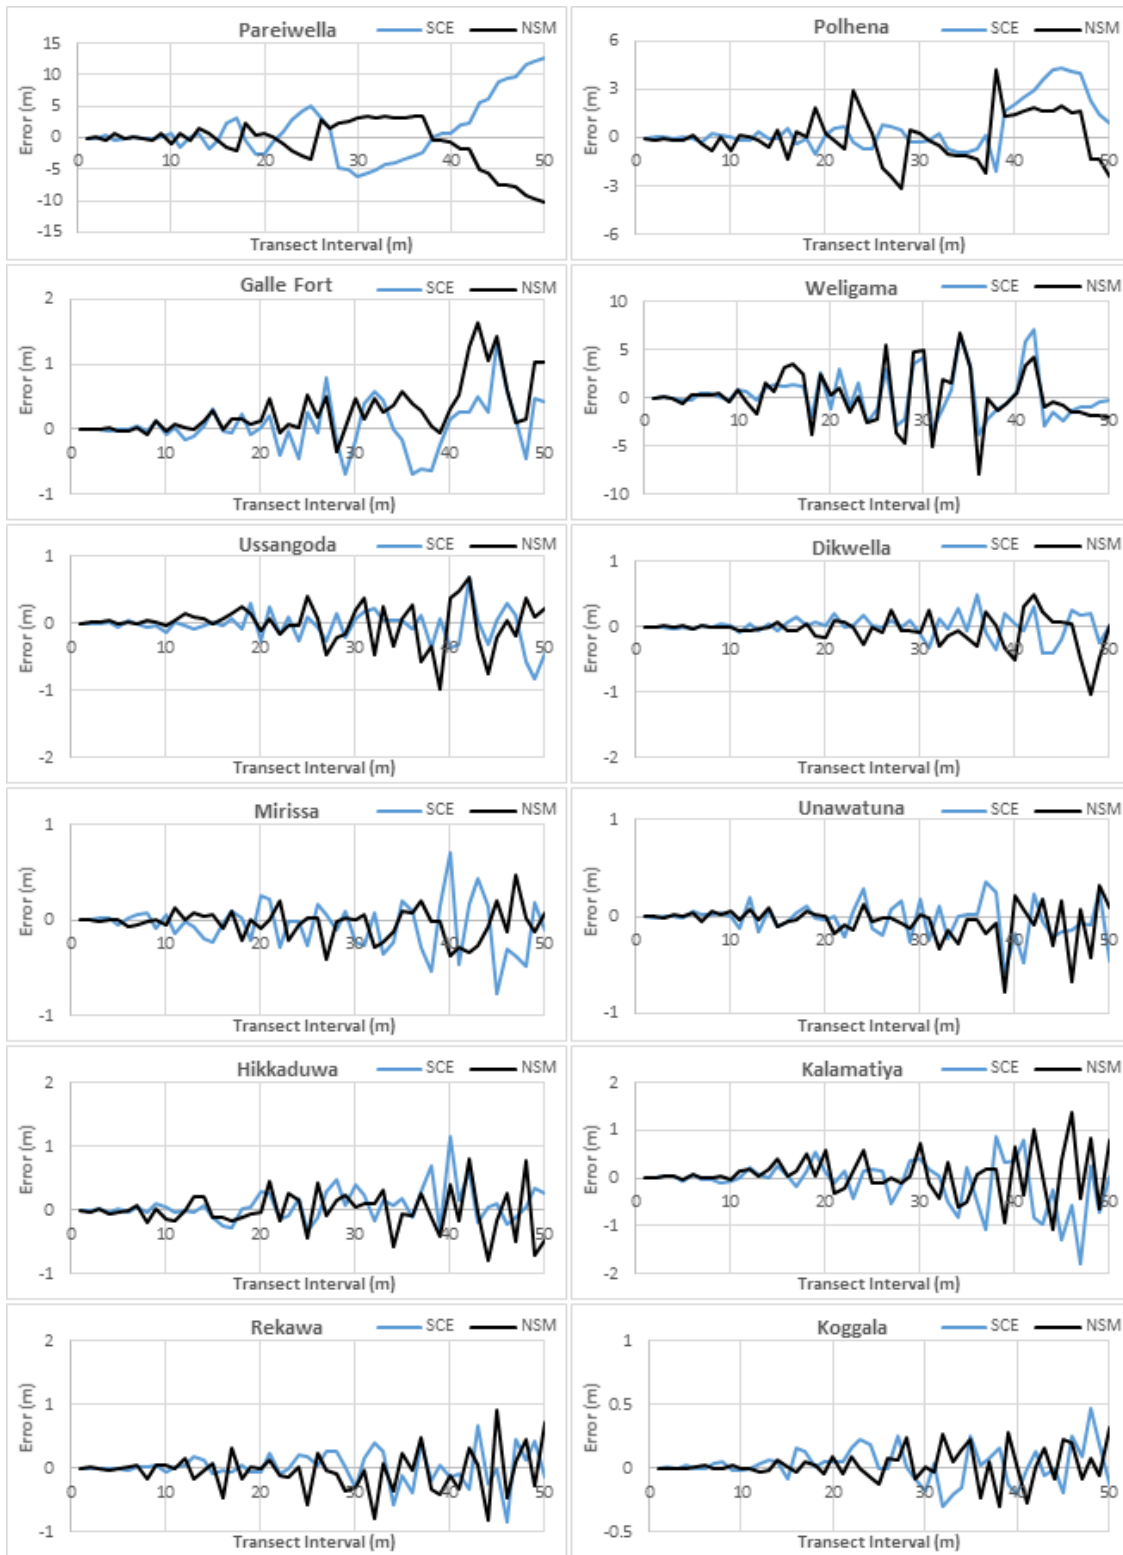 Pareiwella SCE NSM
Error (m)
15
10
5
0
-5
-10
-15
0 10 20 30 40 50
Transect Interval (m)
Polhena SCE NSM
Error (m)
6
3
0
-3
-6
0 10 20 30 40 50
Transect Interval (m)
Galle Fort SCE NSM
Error (m)
2
1
0
-1
0 10 20 30 40 50
Transect Interval (m)
Weligama SCE NSM
Error (m)
10
5
0
-5
-10
0 10 20 30 40 50
Transect Interval (m)
Ussangoda SCE NSM
Error (m)
1
0
-1
-2
0 10 20 30 40 50
Transect Interval (m)
Dikwella SCE NSM
Error (m)
1
0
-1
-2
0 10 20 30 40 50
Transect Interval (m)
Mirissa SCE NSM
Error (m)
1
0
-1
0 10 20 30 40 50
Transect Interval (m)
Unawatuna SCE NSM
Error (m)
1
0
-1
0 10 20 30 40 50
Transect Interval (m)
Hikkaduwa SCE NSM
Error (m)
2
1
0
-1
0 10 20 30 40 50
Transect Interval (m)
Kalamatiya SCE NSM
Error (m)
2
1
0
-1
-2
0 10 20 30 40 50
Transect Interval (m)
Rekawa SCE NSM
Error (m)
2
1
0
-1
0 10 20 30 40 50
Transect Interval (m)
Koggala SCE NSM
Error (m)
1
0.5
0
-0.5
0 10 20 30 40 50
Transect Interval (m)